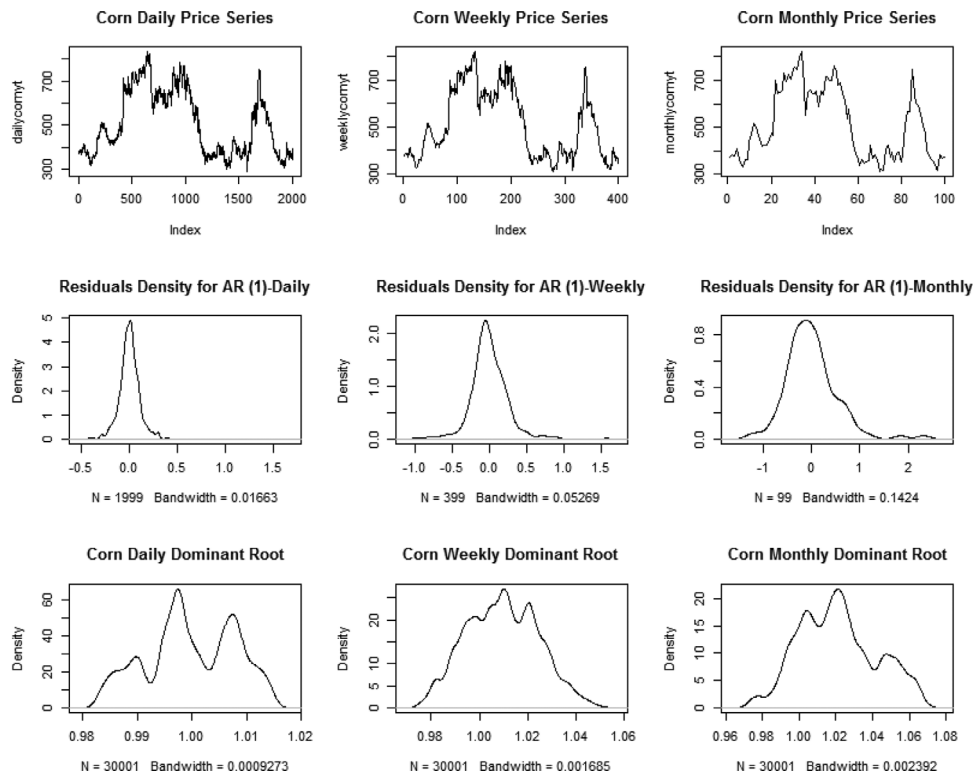 Corn Daily Price Series
dailycornyt
300 500 700
0 500 1000 1500 2000
Index
Corn Weekly Price Series
weeklycornyt
300 500 700
0 100 200 300 400
Index
Corn Monthly Price Series
monthlycornyt
300 500 700
0 20 40 60 80 100
Index
Residuals Density for AR (1)-Daily
Density
0 1 2 3 4 5
-0.5 0.0 0.5 1.0 1.5
N = 1999 Bandwidth = 0.01663
Residuals Density for AR (1)-Weekly
Density
0.0 1.0 2.0
-1.0 -0.5 0.0 0.5 1.0 1.5
N = 399 Bandwidth = 0.05269
Residuals Density for AR (1)-Monthly
Density
0.0 0.4 0.8
-1 0 1 2
N = 99 Bandwidth = 0.1424
Corn Daily Dominant Root
Density
0 20 40 60
0.98 0.99 1.00 1.01 1.02
N = 30001 Bandwidth = 0.0009273
Corn Weekly Dominant Root
Density
0 5 10 20
0.98 1.00 1.02 1.04 1.06
N = 30001 Bandwidth = 0.001685
Corn Monthly Dominant Root
Density
0 5 10 15 20
0.96 0.98 1.00 1.02 1.04 1.06 1.08
N = 30001 Bandwidth = 0.002392